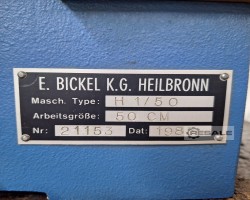 E. BICKEL K.G. HEILBRONN
Masch. Type: H 1/50
Arbeitsgröße: 50 CM
Nr: 21153 Dat: 198